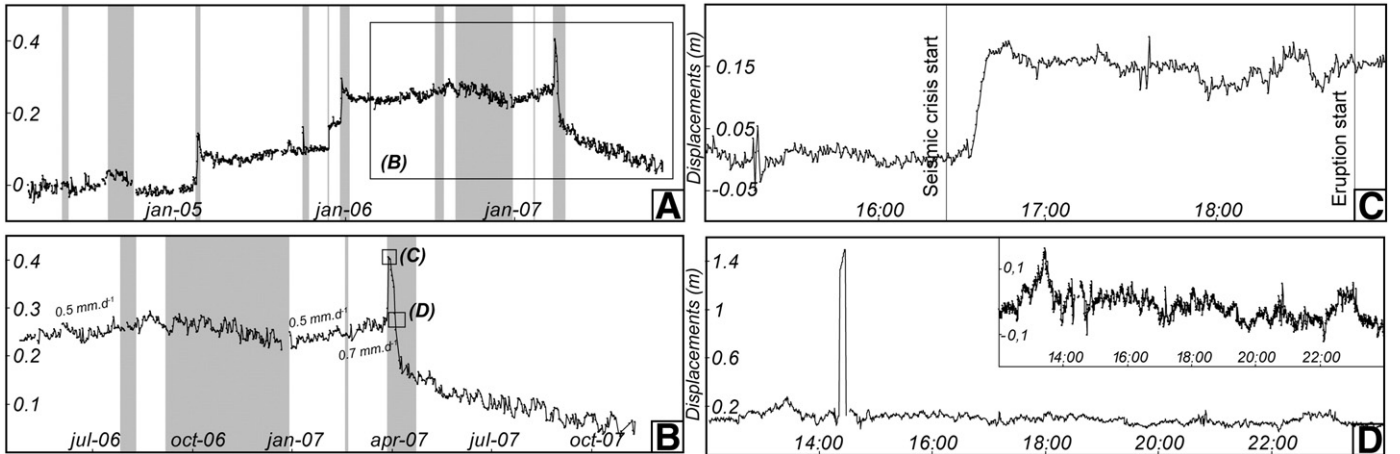 0.4
0.2
0
(B)
jan-05
jan-06
jan-07
A
0.4
0.3
0.2
0.1
0.5 mm.d-1
0.5 mm.d-1
0.7 mm.d-1
(C)
(D)
jul-06
oct-06
jan-07
apr-07
jul-07
oct-07
B
Displacements (m)
0.15
0.05
-0.05
Seismic crisis start
Eruption start
16:00
17:00
18:00
C
Displacements (m)
1.4
1
0.6
0.2
14:00
16:00
18:00
20:00
22:00
0,1
-0,1
14:00
16:00
18:00
20:00
22:00
D